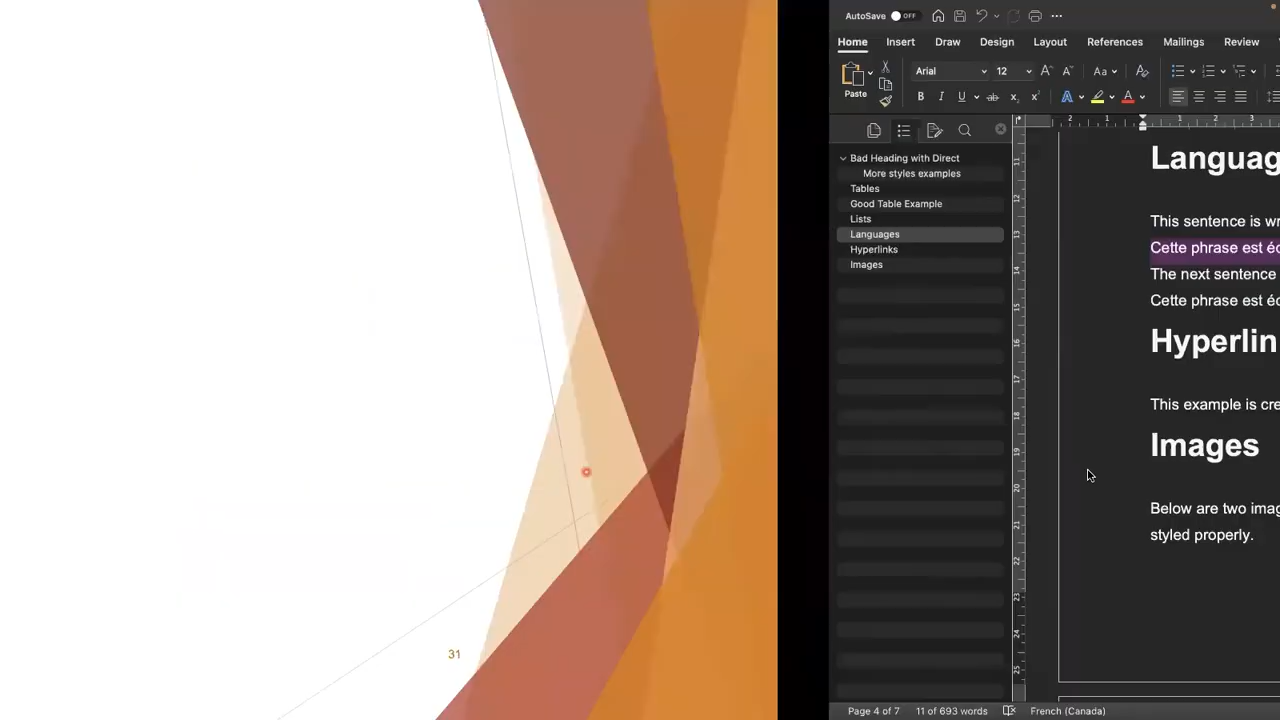 31
AutoSave OFF
Home Insert Draw Design Layout References Mailings Review
Paste
Arial 12
Bad Heading with Direct
More styles examples
Tables
Good Table Example
Lists
Languages
Hyperlinks
Images
Languag
This sentence is wr
Cette phrase est éc
The next sentence
Cette phrase est éc
Hyperlin
This example is cre
Images
Below are two imag
styled properly.
Page 4 of 7 11 of 693 words French (Canada)